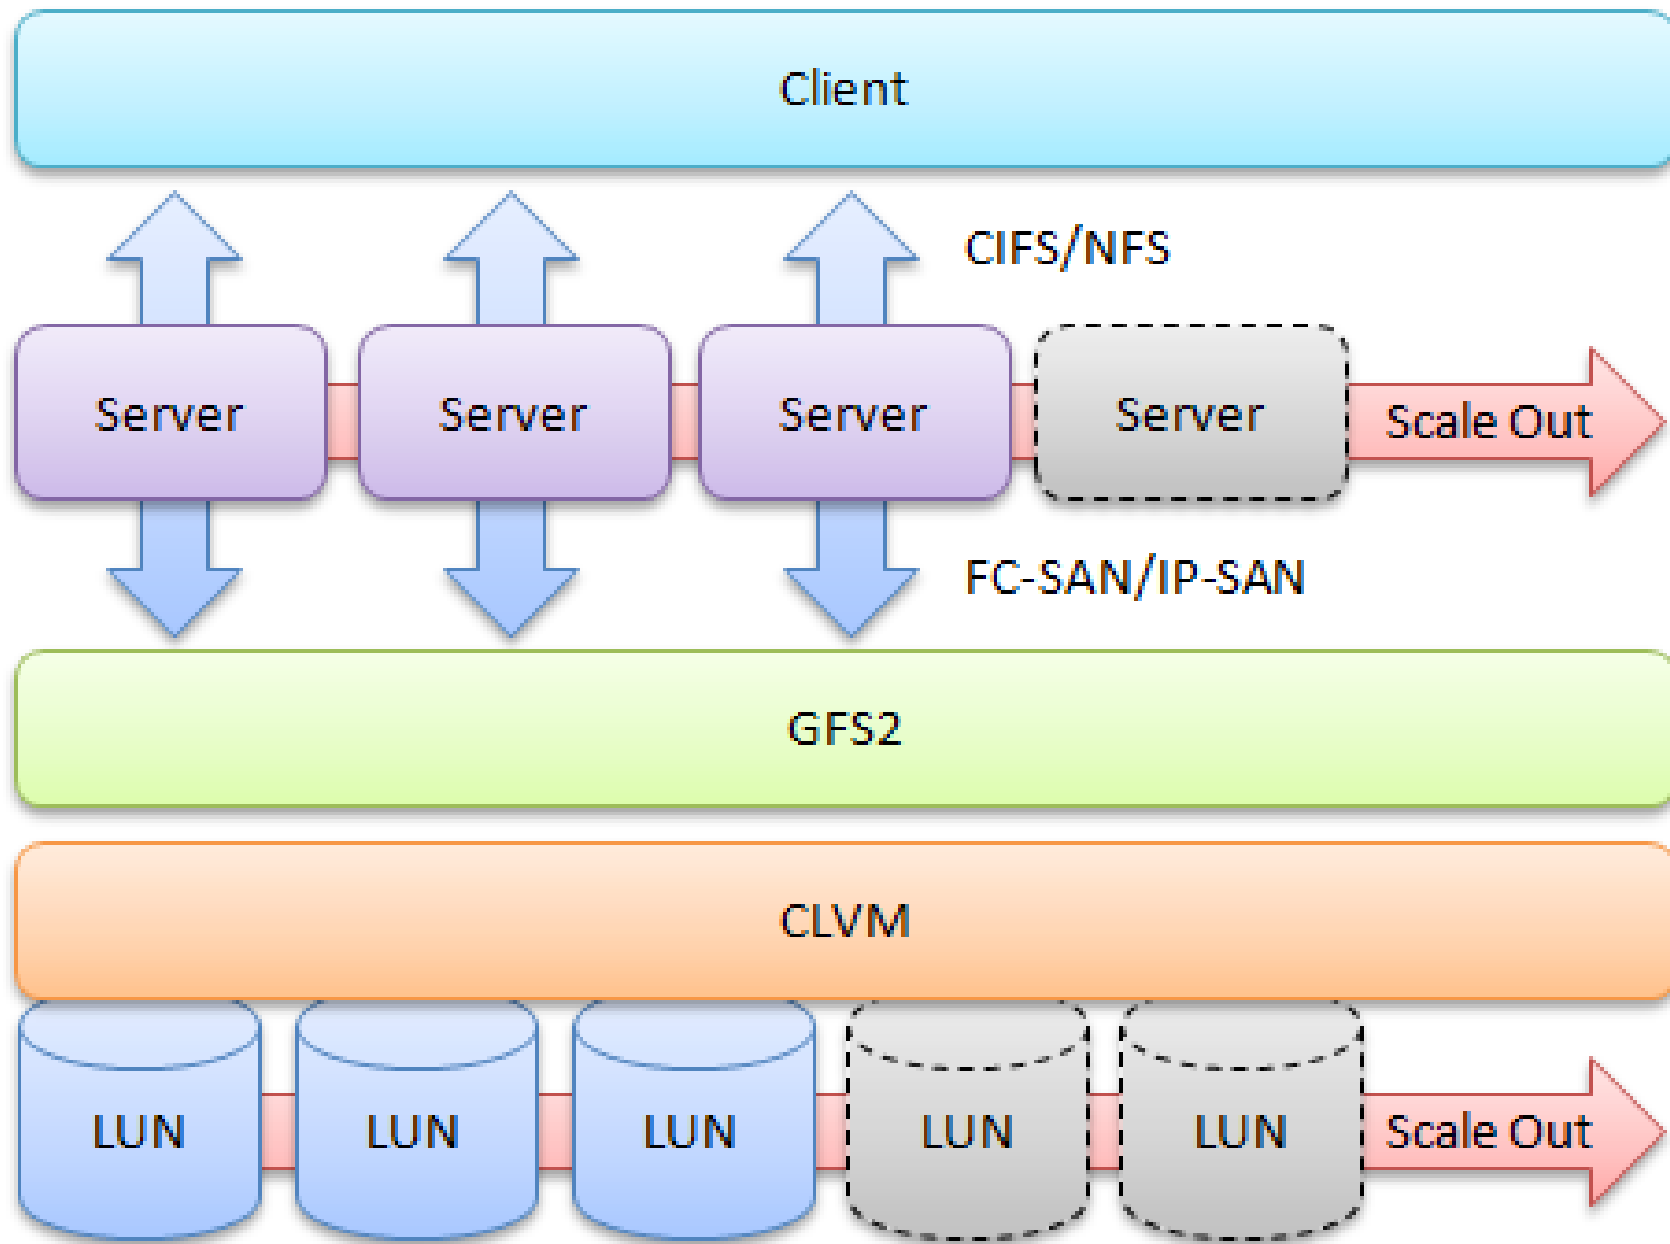 Client
CIFS/NFS
Server Server Server Server Scale Out
FC-SAN/IP-SAN
GFS2
CLVM
LUN LUN LUN LUN LUN Scale Out